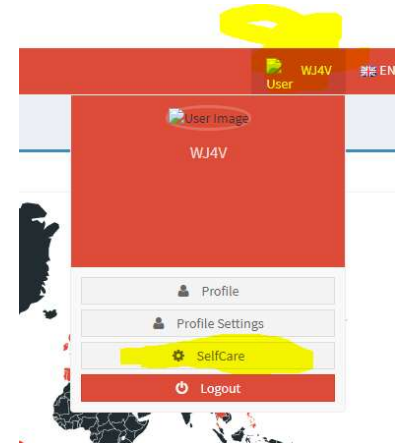 WJ4V EN
User
User Image
WJ4V
Profile
Profile Settings
SelfCare
Logout